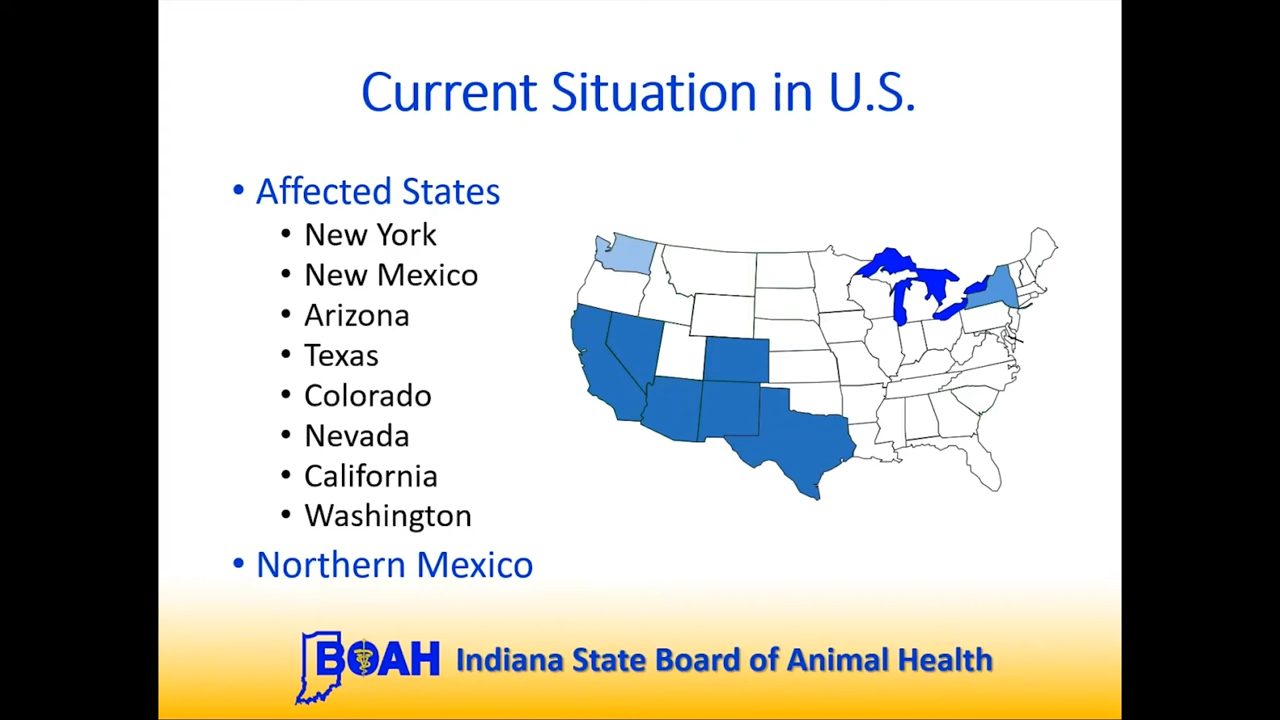 Current Situation in U.S.
• Affected States
• New York
• New Mexico
• Arizona
• Texas
• Colorado
• Nevada
• California
• Washington
• Northern Mexico
BOAH Indiana State Board of Animal Health